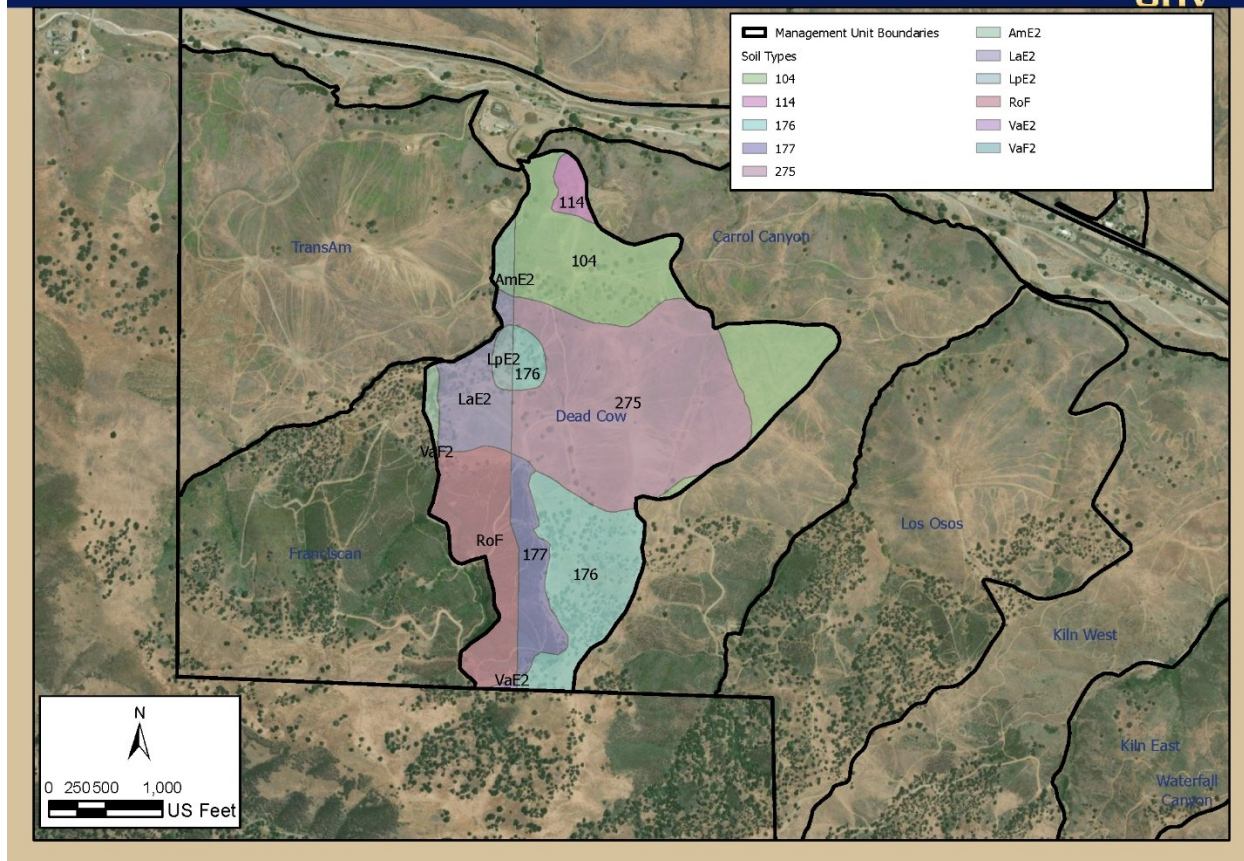 Management Unit Boundaries
Soil Types
104
114
176
177
275
AmE2
LaE2
LpE2
RoF
VaE2
VaF2
114
TransAm
Carrol Canyon
104
AmE2
LpE2
176
LaE2
275
Dead Cow
VaF2
Los Osos
RoF
Franciscan
177
176
Kiln West
VaE2
N
Kiln East
0 250 500 1,000
US Feet
Waterfall
Canyon